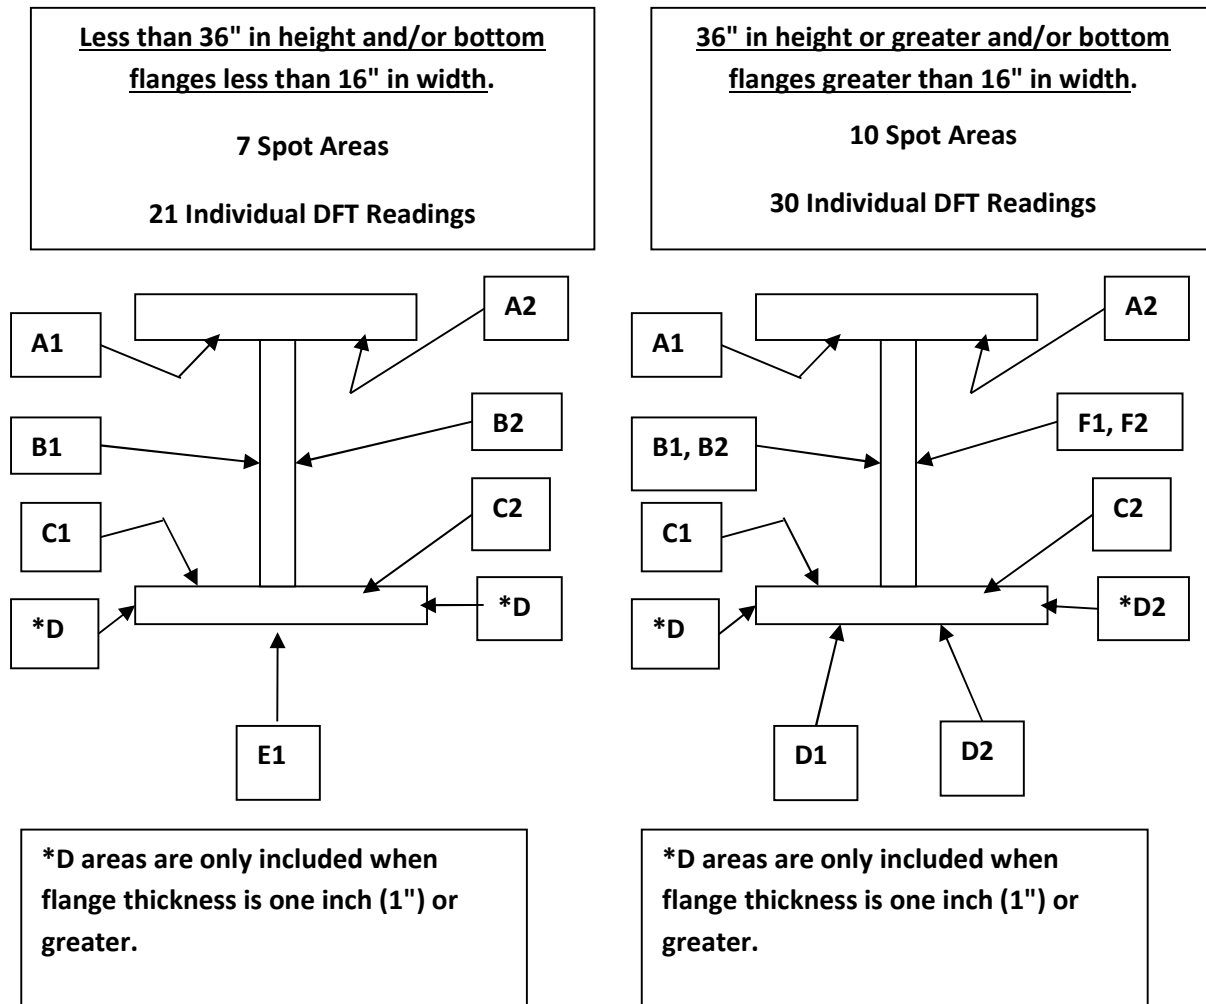 Less than 36" in height and/or bottom
flanges less than 16" in width.
7 Spot Areas
21 Individual DFT Readings
A1
A2
B1
B2
C1
C2
*D
*D
E1
*D areas are only included when
flange thickness is one inch (1") or
greater.
36" in height or greater and/or bottom
flanges greater than 16" in width.
10 Spot Areas
30 Individual DFT Readings
A1
A2
B1, B2
F1, F2
C1
C2
*D
*D2
D1
D2
*D areas are only included when
flange thickness is one inch (1") or
greater.